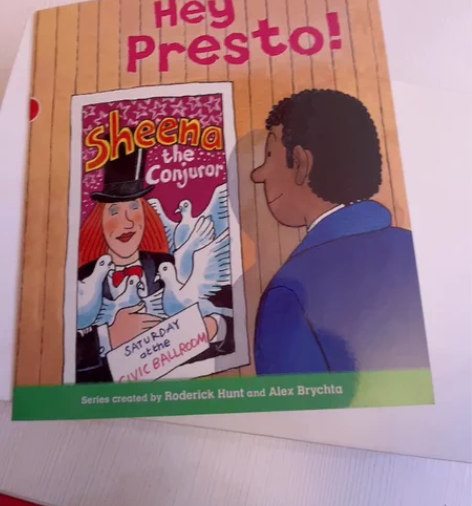 Hey
Presto!
Sheena
the
Conjuror
SATURDAY
at the
CIVIC BALLROOM
Series created by Roderick Hunt and Alex Brychta